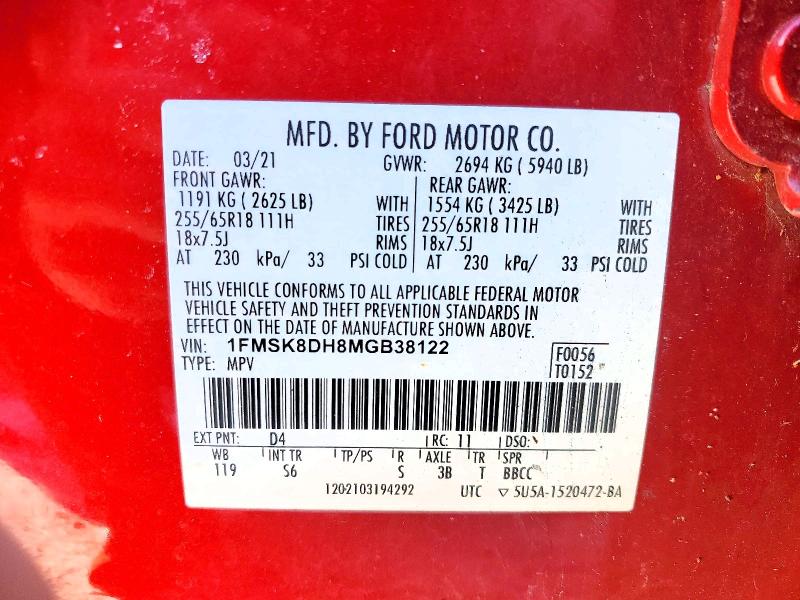 MFD. BY FORD MOTOR CO.
DATE: 03/21 GVWR: 2694 KG ( 5940 LB)
FRONT GAWR: REAR GAWR:
1191 KG ( 2625 LB) WITH 1554 KG ( 3425 LB) WITH
255/65R18 111H TIRES 255/65R18 111H TIRES
18x7.5J RIMS 18x7.5J RIMS
AT 230 kPa/ 33 PSI COLD AT 230 kPa/ 33 PSI COLD
THIS VEHICLE CONFORMS TO ALL APPLICABLE FEDERAL MOTOR
VEHICLE SAFETY AND THEFT PREVENTION STANDARDS IN
EFFECT ON THE DATE OF MANUFACTURE SHOWN ABOVE.
VIN: 1FMSK8DH8MGB38122 F0056
TYPE: MPV T0152
EXT PNT: D4 RC: 11 DSO:
WB INT TR TP/PS R AXLE TR SPR
119 S6 S 3B T BBCC
1202103194292 UTC ▽ 5U5A-1520472-BA